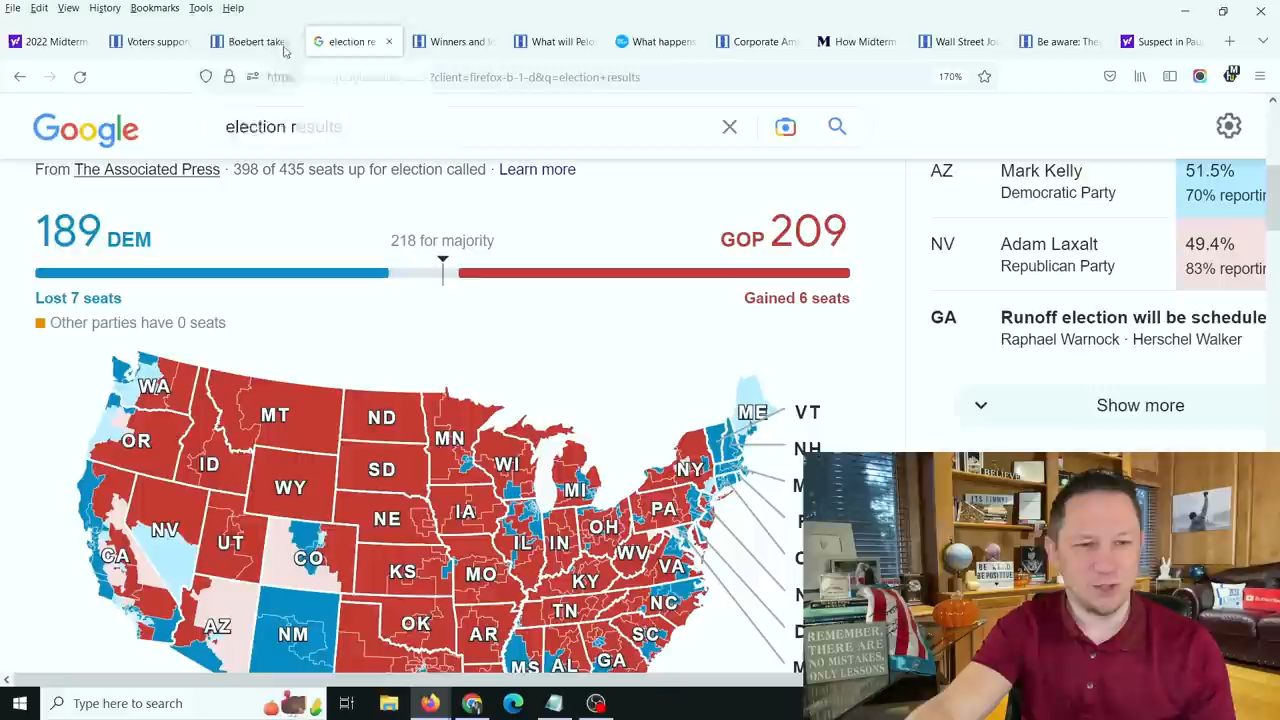 File Edit View History Bookmarks Tools Help
2022 Midterm
Voters suppor
Boebert take
election re
Winners and lo
What will Pelo
What happens
Corporate Am
How Midterm
Wall Street Jo
Be aware: The
Suspect in Pau
?client=firefox-b-1-d&q=election+results
170%
Google
election results
From The Associated Press · 398 of 435 seats up for election called · Learn more
189 DEM
218 for majority
GOP 209
Lost 7 seats
Gained 6 seats
Other parties have 0 seats
AZ
Mark Kelly
Democratic Party
51.5%
70% reportin
NV
Adam Laxalt
Republican Party
49.4%
83% reportin
GA
Runoff election will be schedule
Raphael Warnock · Herschel Walker
Show more
WA
MT
ND
MN
ME
VT
OR
ID
SD
WI
NH
WY
MI
NY
NV
NE
IA
PA
CA
UT
CO
IL
IN
OH
WV
VA
KS
MO
KY
AZ
NM
OK
AR
TN
NC
SC
MS
AL
GA
BELIEVE
REMEMBER,
THERE ARE
NO MISTAKES,
ONLY LESSONS
Type here to search